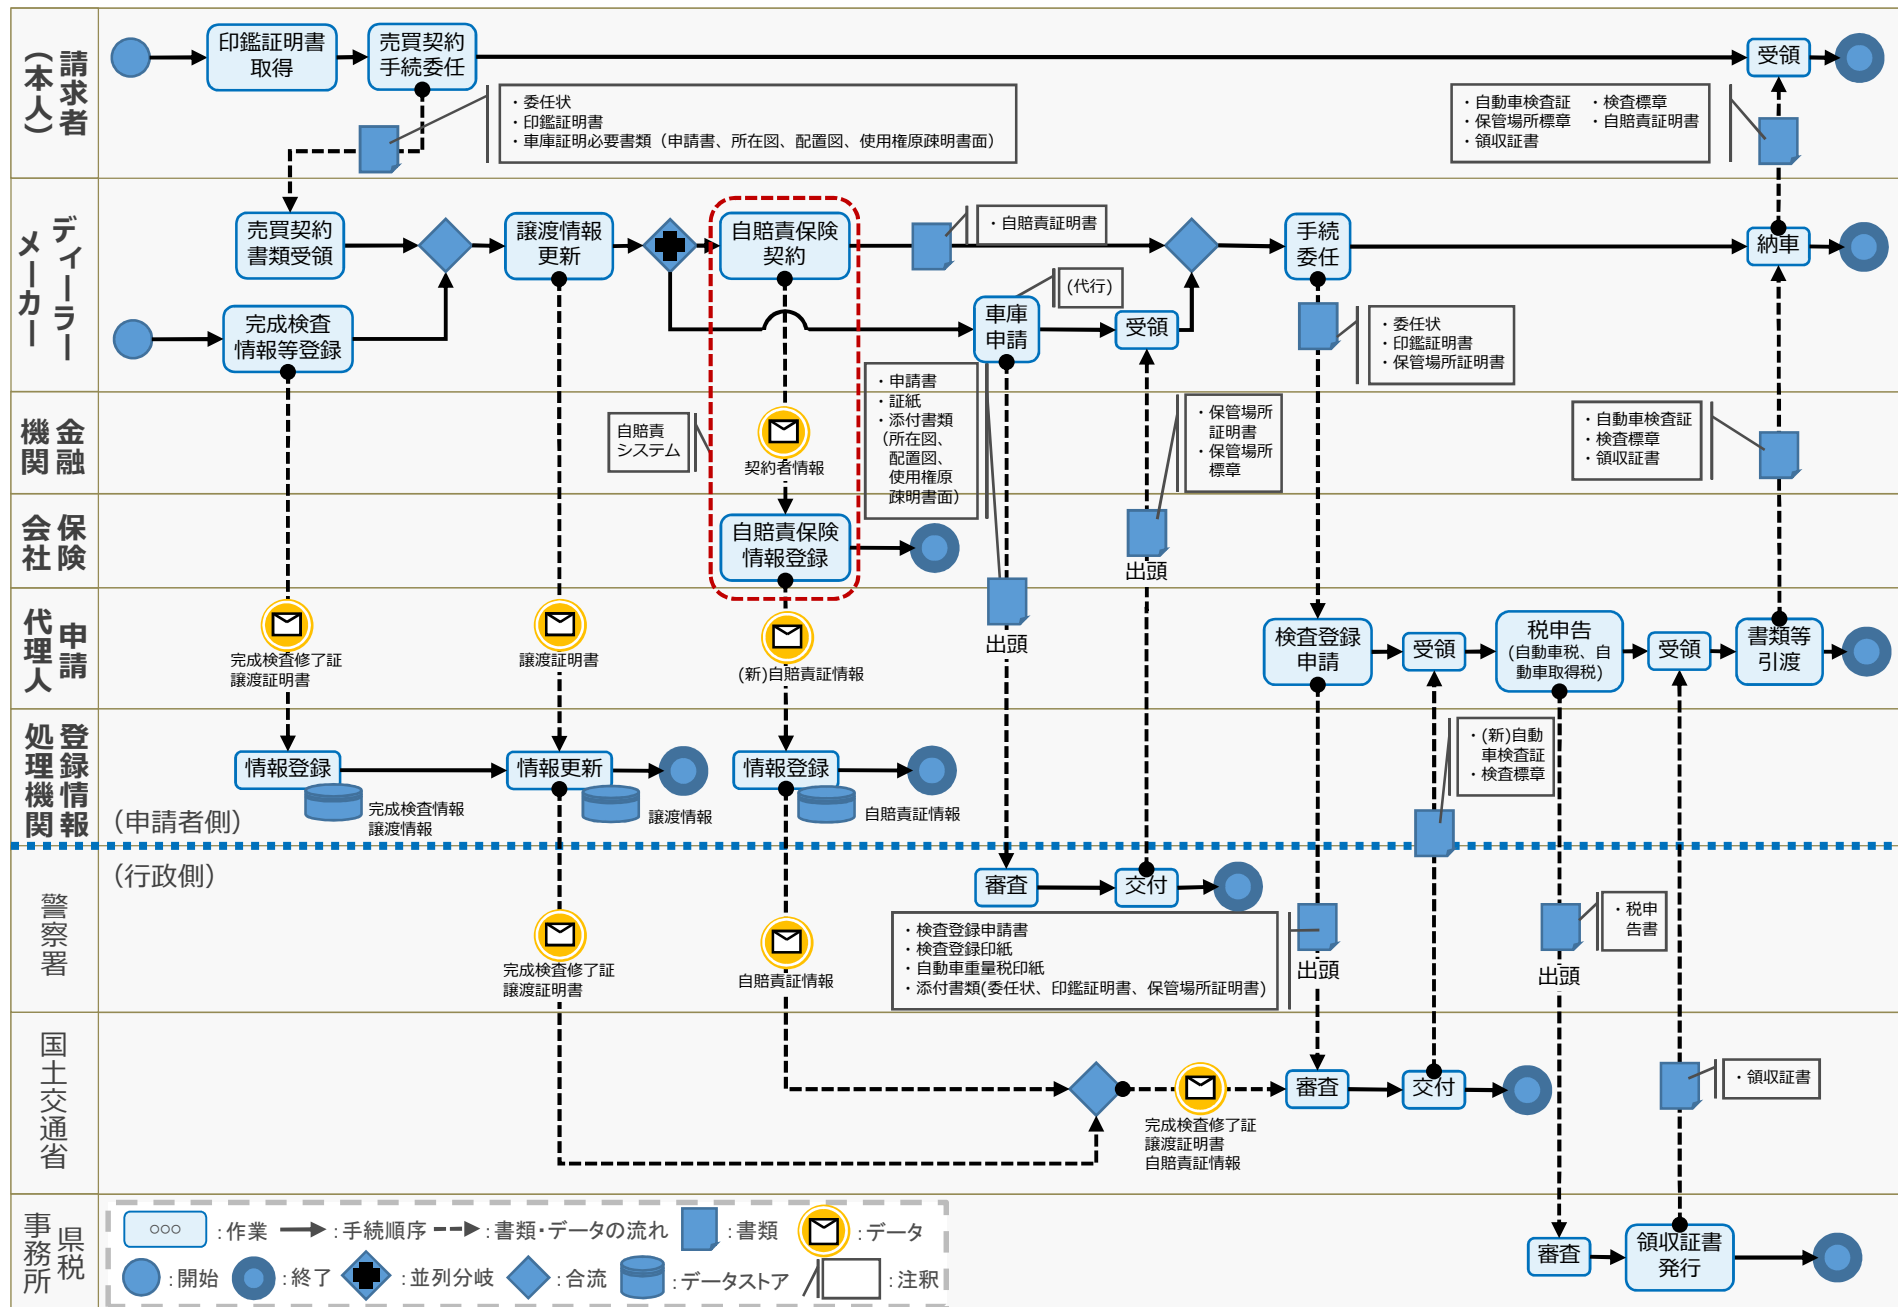 請求者
（本人）
印鑑証明書
取得
売買契約
手続委任
・委任状
・印鑑証明書
・車庫証明必要書類（申請書、所在図、配置図、使用権原疎明書面）
・自動車検査証
・保管場所標章
・領収証書
・検査標章
・自賠責証明書
受領
ディーラー
メーカー
売買契約
書類受領
完成検査
情報等登録
譲渡情報
更新
自賠責保険
契約
・自賠責証明書
(代行)
車庫
申請
受領
手続
委任
・委任状
・印鑑証明書
・保管場所証明書
納車
金融
機関
自賠責
システム
契約者情報
・申請書
・証紙
・添付書類
（所在図、
配置図、
使用権原
疎明書面）
・保管場所
証明書
・保管場所
標章
・自動車検査証
・検査標章
・領収証書
保険
会社
自賠責保険
情報登録
出頭
申請
代理人
完成検査修了証
譲渡証明書
譲渡証明書
(新)自賠責証情報
出頭
検査登録
申請
受領
税申告
(自動車税、自
動車取得税)
受領
書類等
引渡
登録情報
処理機関
（申請者側）
情報登録
完成検査情報
譲渡情報
情報更新
譲渡情報
情報登録
自賠責証情報
・(新)自動
車検査証
・検査標章
（行政側）
警察署
審査
交付
完成検査修了証
譲渡証明書
自賠責証情報
・検査登録申請書
・検査登録印紙
・自動車重量税印紙
・添付書類(委任状、印鑑証明書、保管場所証明書)
出頭
・税申
告書
出頭
国土交通省
完成検査修了証
譲渡証明書
自賠責証情報
審査
交付
・領収証書
県税
事務所
○○○
:作業
:手続順序
:書類・データの流れ
:書類
:データ
:開始
:終了
:並列分岐
:合流
:データストア
:注釈
審査
領収証書
発行